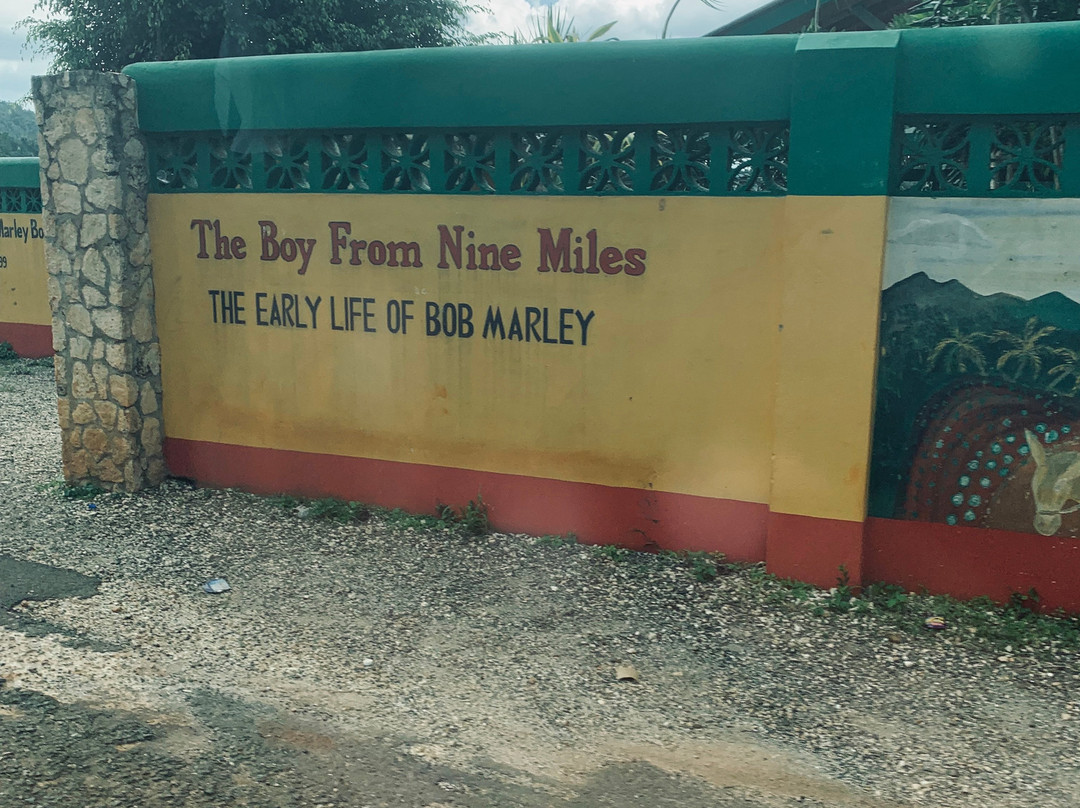 The Boy From Nine Miles
THE EARLY LIFE OF BOB MARLEY
Marley Bo